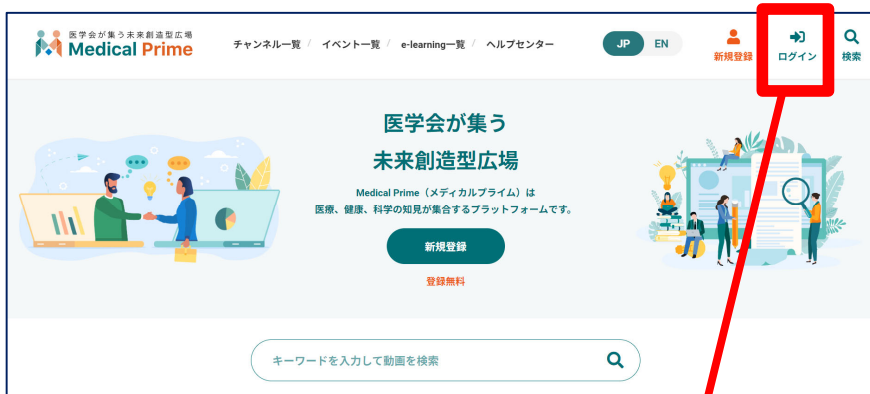 医学会が集う未来創造型広場
Medical Prime
チャンネル一覧 / イベント一覧 / e-learning一覧 / ヘルプセンター
JP EN
新規登録
ログイン
検索
医学会が集う
未来創造型広場
Medical Prime（メディカルプライム）は
医療、健康、科学の知見が集合するプラットフォームです。
新規登録
登録無料
キーワードを入力して動画を検索